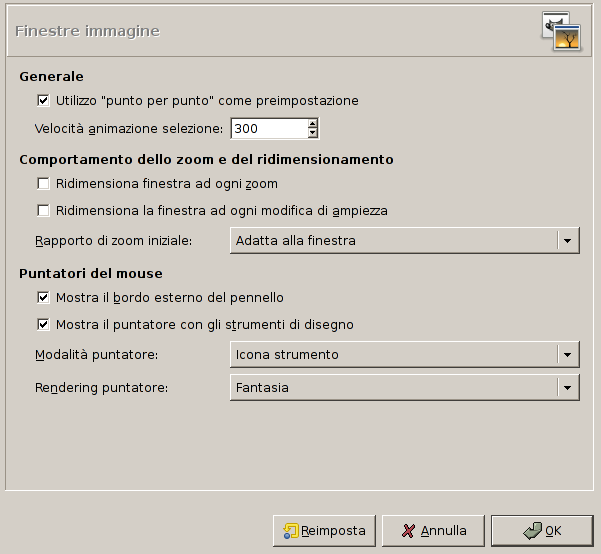 Finestre immagine
Generale
Utilizzo "punto per punto" come preimpostazione
Velocità animazione selezione: 300
Comportamento dello zoom e del ridimensionamento
Ridimensiona finestra ad ogni zoom
Ridimensiona la finestra ad ogni modifica di ampiezza
Rapporto di zoom iniziale: Adatta alla finestra
Puntatori del mouse
Mostra il bordo esterno del pennello
Mostra il puntatore con gli strumenti di disegno
Modalità puntatore: Icona strumento
Rendering puntatore: Fantasia
Reimposta Annulla OK